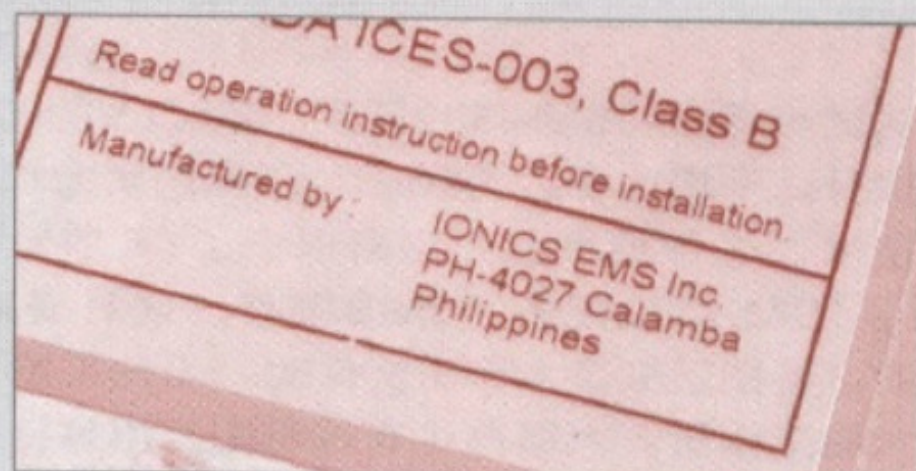 ICES-003, Class B
Read operation instruction before installation.
Manufactured by :
IONICS EMS Inc.
PH-4027 Calamba
Philippines